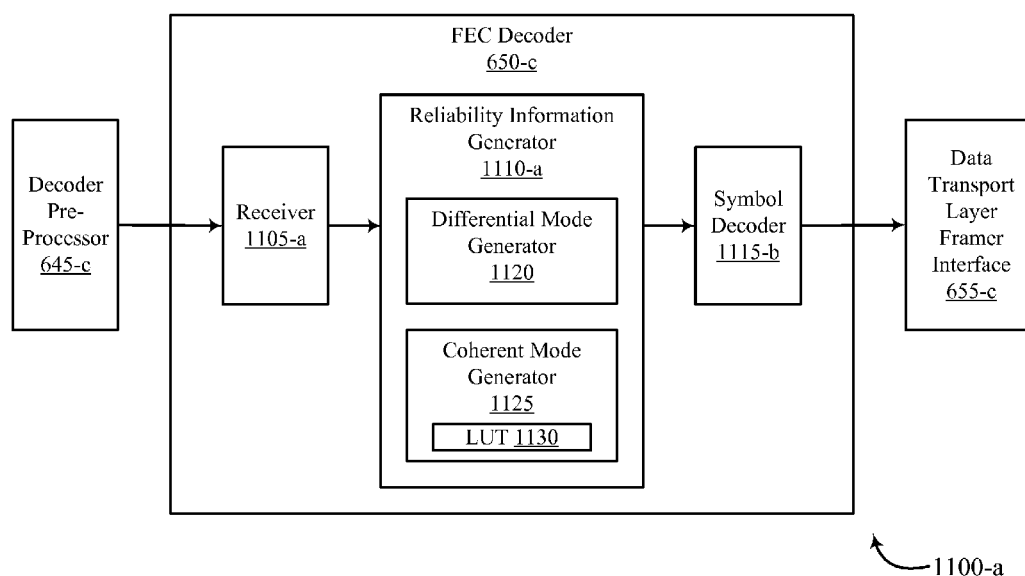 FEC Decoder
650-c
Decoder
Pre-
Processor
645-c
Receiver
1105-a
Reliability Information
Generator
1110-a
Differential Mode
Generator
1120
Coherent Mode
Generator
1125
LUT 1130
Symbol
Decoder
1115-b
Data
Transport
Layer
Framer
Interface
655-c
1100-a